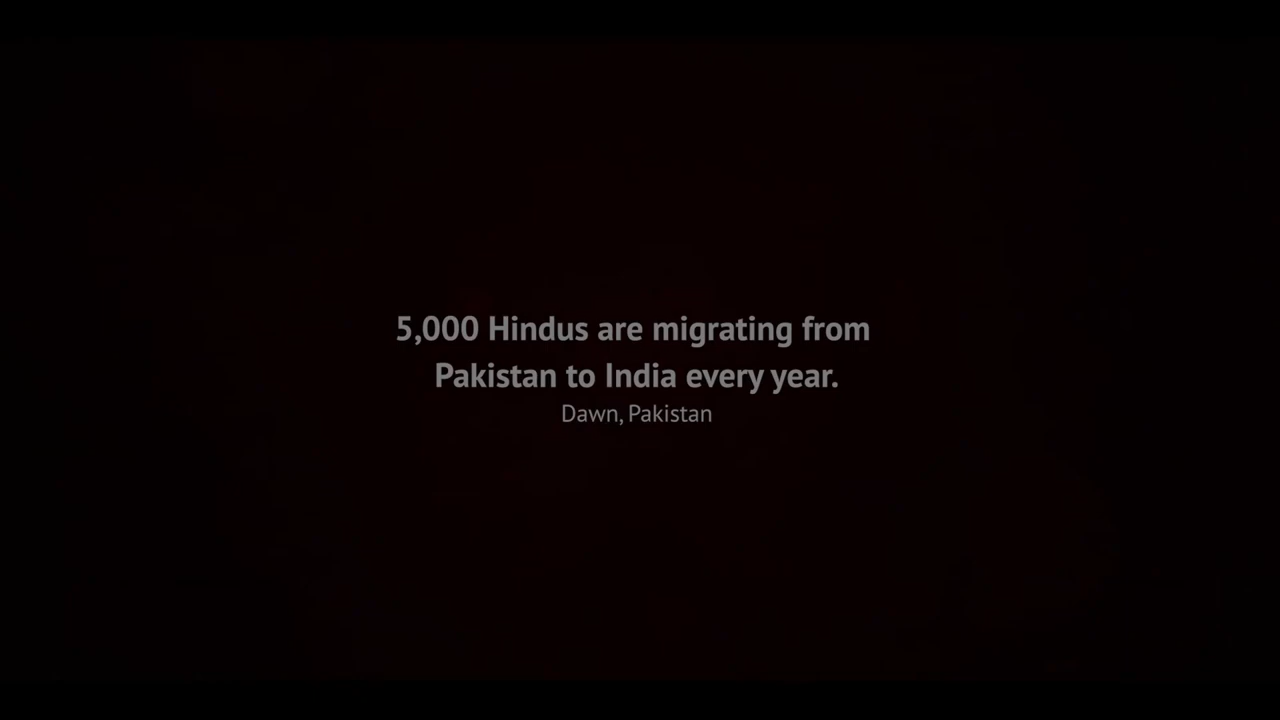 5,000 Hindus are migrating from
Pakistan to India every year.
Dawn, Pakistan